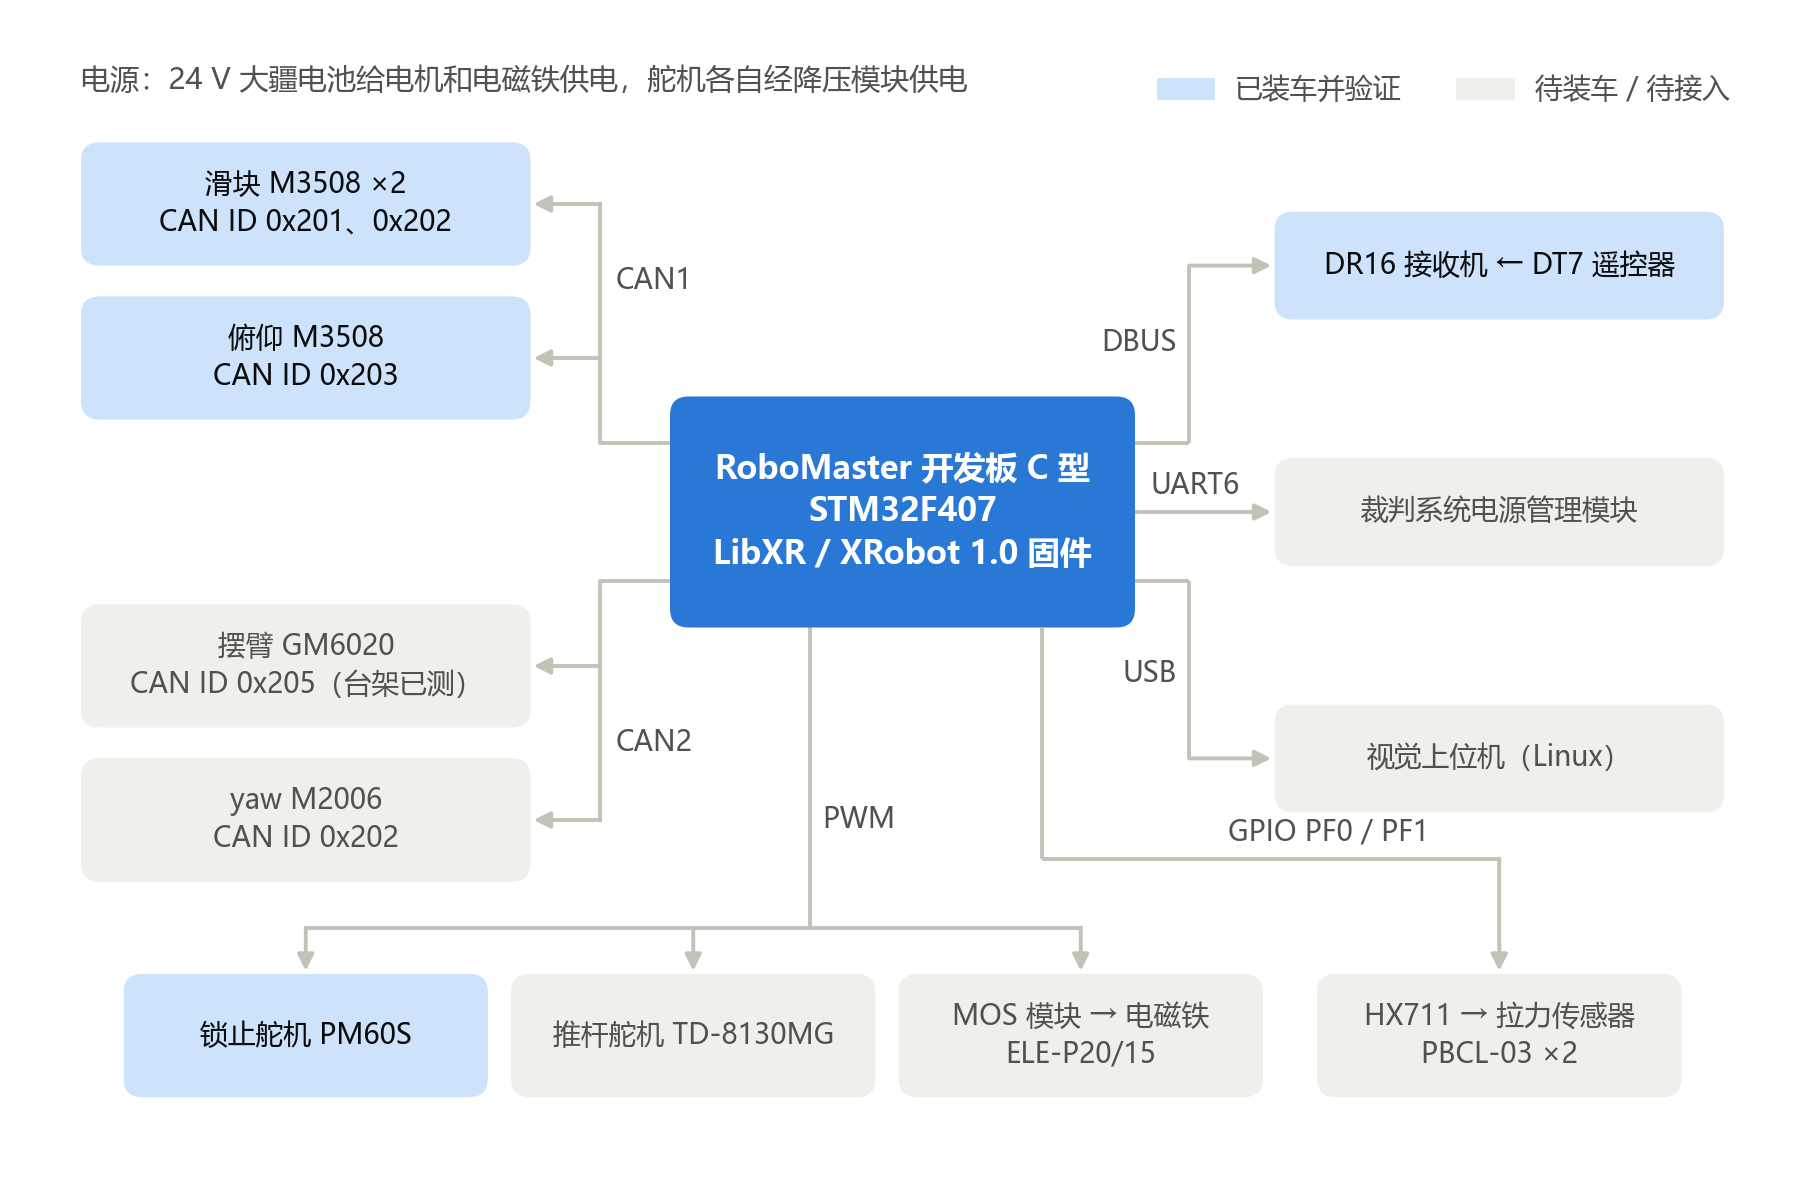 电源：24 V 大疆电池给电机和电磁铁供电，舵机各自经降压模块供电
已装车并验证
待装车 / 待接入
滑块 M3508 ×2
CAN ID 0x201、0x202
CAN1
俯仰 M3508
CAN ID 0x203
DR16 接收机 ← DT7 遥控器
DBUS
RoboMaster 开发板 C 型
STM32F407
LibXR / XRobot 1.0 固件
UART6
裁判系统电源管理模块
摆臂 GM6020
CAN ID 0x205（台架已测）
CAN2
yaw M2006
CAN ID 0x202
USB
视觉上位机（Linux）
PWM
GPIO PF0 / PF1
锁止舵机 PM60S
推杆舵机 TD-8130MG
MOS 模块 → 电磁铁
ELE-P20/15
HX711 → 拉力传感器
PBCL-03 ×2